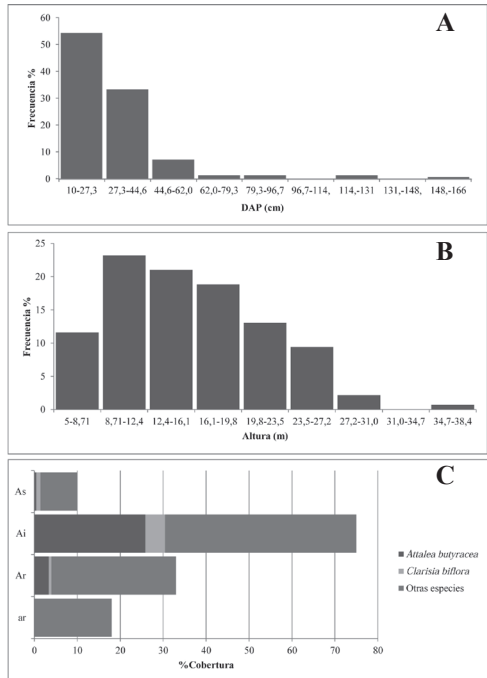 A
Frecuencia %
60
50
40
30
20
10
0
10-27,3 27,3-44,6 44,6-62,0 62,0-79,3 79,3-96,7 96,7-114, 114,-131 131,-148, 148,-166
DAP (cm)
B
Frecuencia %
25
20
15
10
5
0
5-8,71 8,71-12,4 12,4-16,1 16,1-19,8 19,8-23,5 23,5-27,2 27,2-31,0 31,0-34,7 34,7-38,4
Altura (m)
C
As
Ai
Ar
ar
0 10 20 30 40 50 60 70 80
%Cobertura
Attalea butyracea
Clarisia biflora
Otras especies